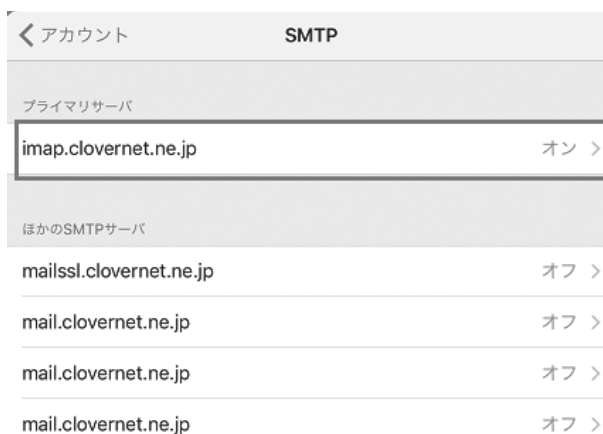 アカウント SMTP
プライマリサーバ
imap.clovernet.ne.jp オン
ほかのSMTPサーバ
mailssl.clovernet.ne.jp オフ
mail.clovernet.ne.jp オフ
mail.clovernet.ne.jp オフ
mail.clovernet.ne.jp オフ